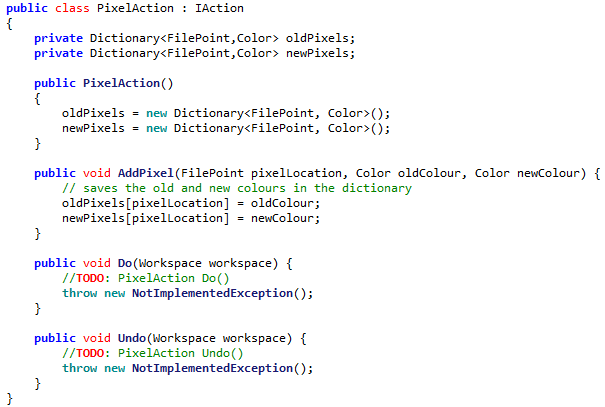 public class PixelAction : IAction
{
    private Dictionary<FilePoint,Color> oldPixels;
    private Dictionary<FilePoint,Color> newPixels;

    public PixelAction()
    {
        oldPixels = new Dictionary<FilePoint, Color>();
        newPixels = new Dictionary<FilePoint, Color>();
    }

    public void AddPixel(FilePoint pixelLocation, Color oldColour, Color newColour) {
        // saves the old and new colours in the dictionary
        oldPixels[pixelLocation] = oldColour;
        newPixels[pixelLocation] = newColour;
    }

    public void Do(Workspace workspace) {
        //TODO: PixelAction Do()
        throw new NotImplementedException();
    }

    public void Undo(Workspace workspace) {
        //TODO: PixelAction Undo()
        throw new NotImplementedException();
    }
}